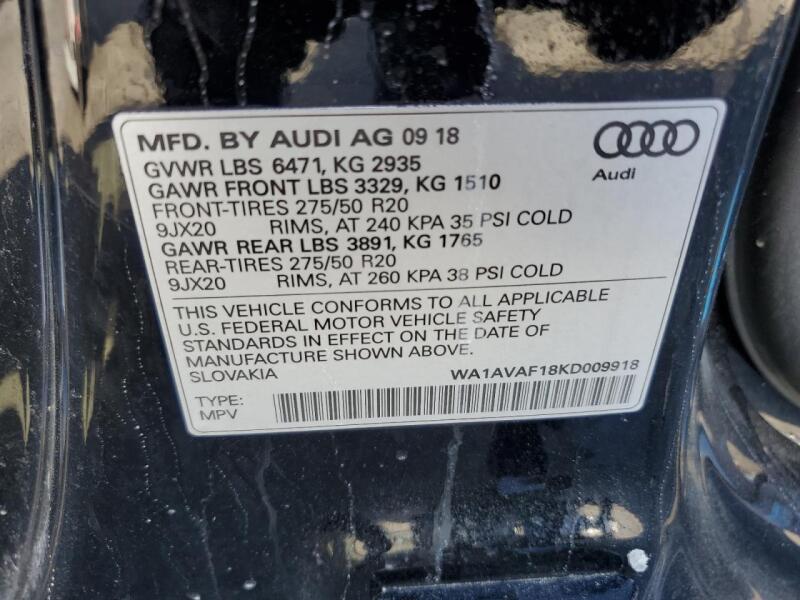 MFD. BY AUDI AG 09 18
Audi
GVWR LBS 6471, KG 2935
GAWR FRONT LBS 3329, KG 1510
FRONT-TIRES 275/50 R20
9JX20 RIMS, AT 240 KPA 35 PSI COLD
GAWR REAR LBS 3891, KG 1765
REAR-TIRES 275/50 R20
9JX20 RIMS, AT 260 KPA 38 PSI COLD
THIS VEHICLE CONFORMS TO ALL APPLICABLE
U.S. FEDERAL MOTOR VEHICLE SAFETY
STANDARDS IN EFFECT ON THE DATE OF
MANUFACTURE SHOWN ABOVE.
SLOVAKIA WA1AVAF18KD009918
TYPE:
MPV